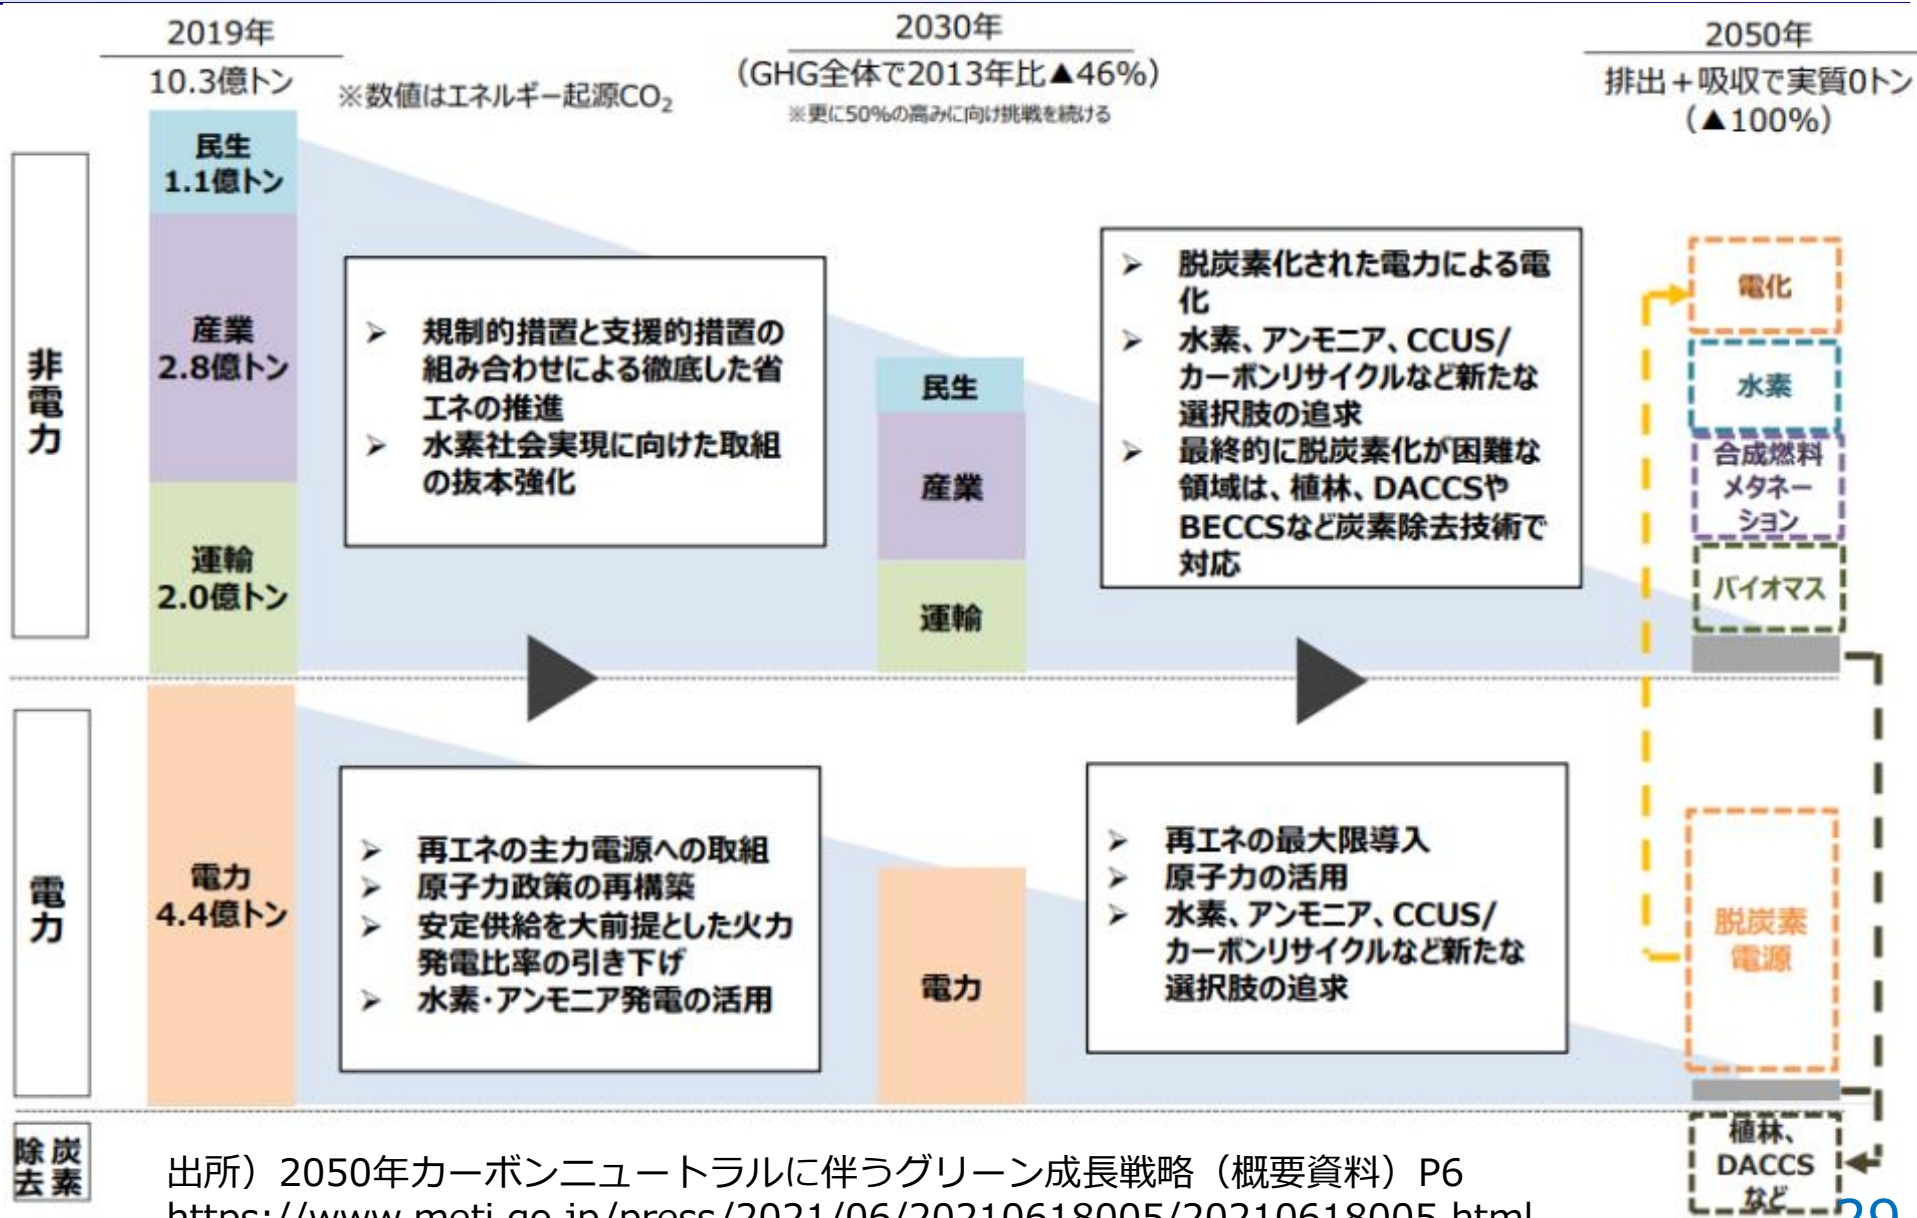 2019年
10.3億トン
※数値はエネルギー起源CO₂
2030年
(GHG全体で2013年比▲46%)
※更に50%の高みに向け挑戦を続ける
2050年
排出+吸収で実質0トン
(▲100%)
非電力
民生
1.1億トン
産業
2.8億トン
運輸
2.0億トン
➢ 規制的措置と支援的措置の
組み合わせによる徹底した省
エネの推進
➢ 水素社会実現に向けた取組
の抜本強化
民生
産業
運輸
➢ 脱炭素化された電力による電
化
➢ 水素、アンモニア、CCUS/
カーボンリサイクルなど新たな
選択肢の追求
➢ 最終的に脱炭素化が困難な
領域は、植林、DACCSや
BECCSなど炭素除去技術で
対応
電化
水素
合成燃料
メタネー
ション
バイオマス
電力
電力
4.4億トン
➢ 再エネの主力電源への取組
➢ 原子力政策の再構築
➢ 安定供給を大前提とした火力
発電比率の引き下げ
➢ 水素・アンモニア発電の活用
電力
➢ 再エネの最大限導入
➢ 原子力の活用
➢ 水素、アンモニア、CCUS/
カーボンリサイクルなど新たな
選択肢の追求
脱炭素
電源
炭素除去
植林、
DACCS
など
出所)2050年カーボンニュートラルに伴うグリーン成長戦略(概要資料)P6
https://www.meti.go.jp/press/2021/06/20210618005/20210618005.html
29